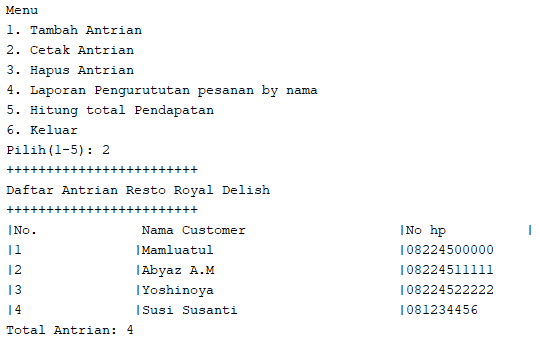 Menu
1. Tambah Antrian
2. Cetak Antrian
3. Hapus Antrian
4. Laporan Pengurututan pesanan by nama
5. Hitung total Pendapatan
6. Keluar
Pilih(1-5): 2
++++++++++++++++++++++++
Daftar Antrian Resto Royal Delish
++++++++++++++++++++++++
|No. Nama Customer |No hp |
|1 |Mamluatul |08224500000
|2 |Abyaz A.M |08224511111
|3 |Yoshinoya |08224522222
|4 |Susi Susanti |081234456
Total Antrian: 4